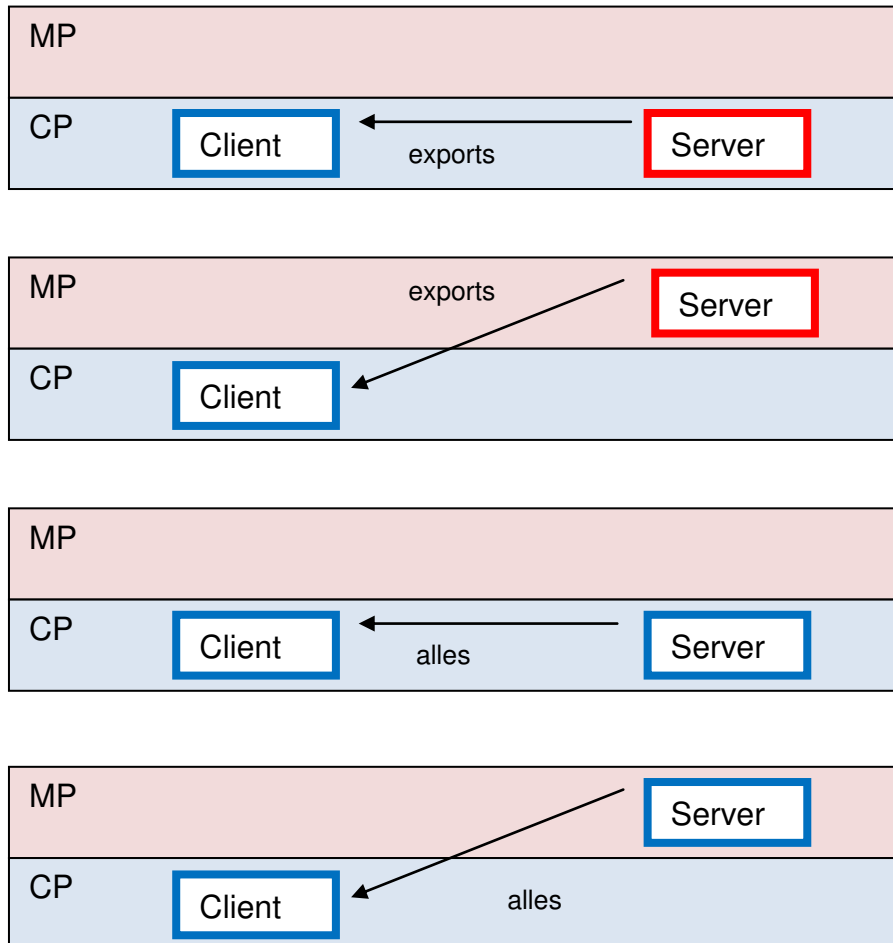 MP
CP
Client
exports
Server
MP
exports
Server
CP
Client
MP
CP
Client
alles
Server
MP
Server
CP
Client
alles